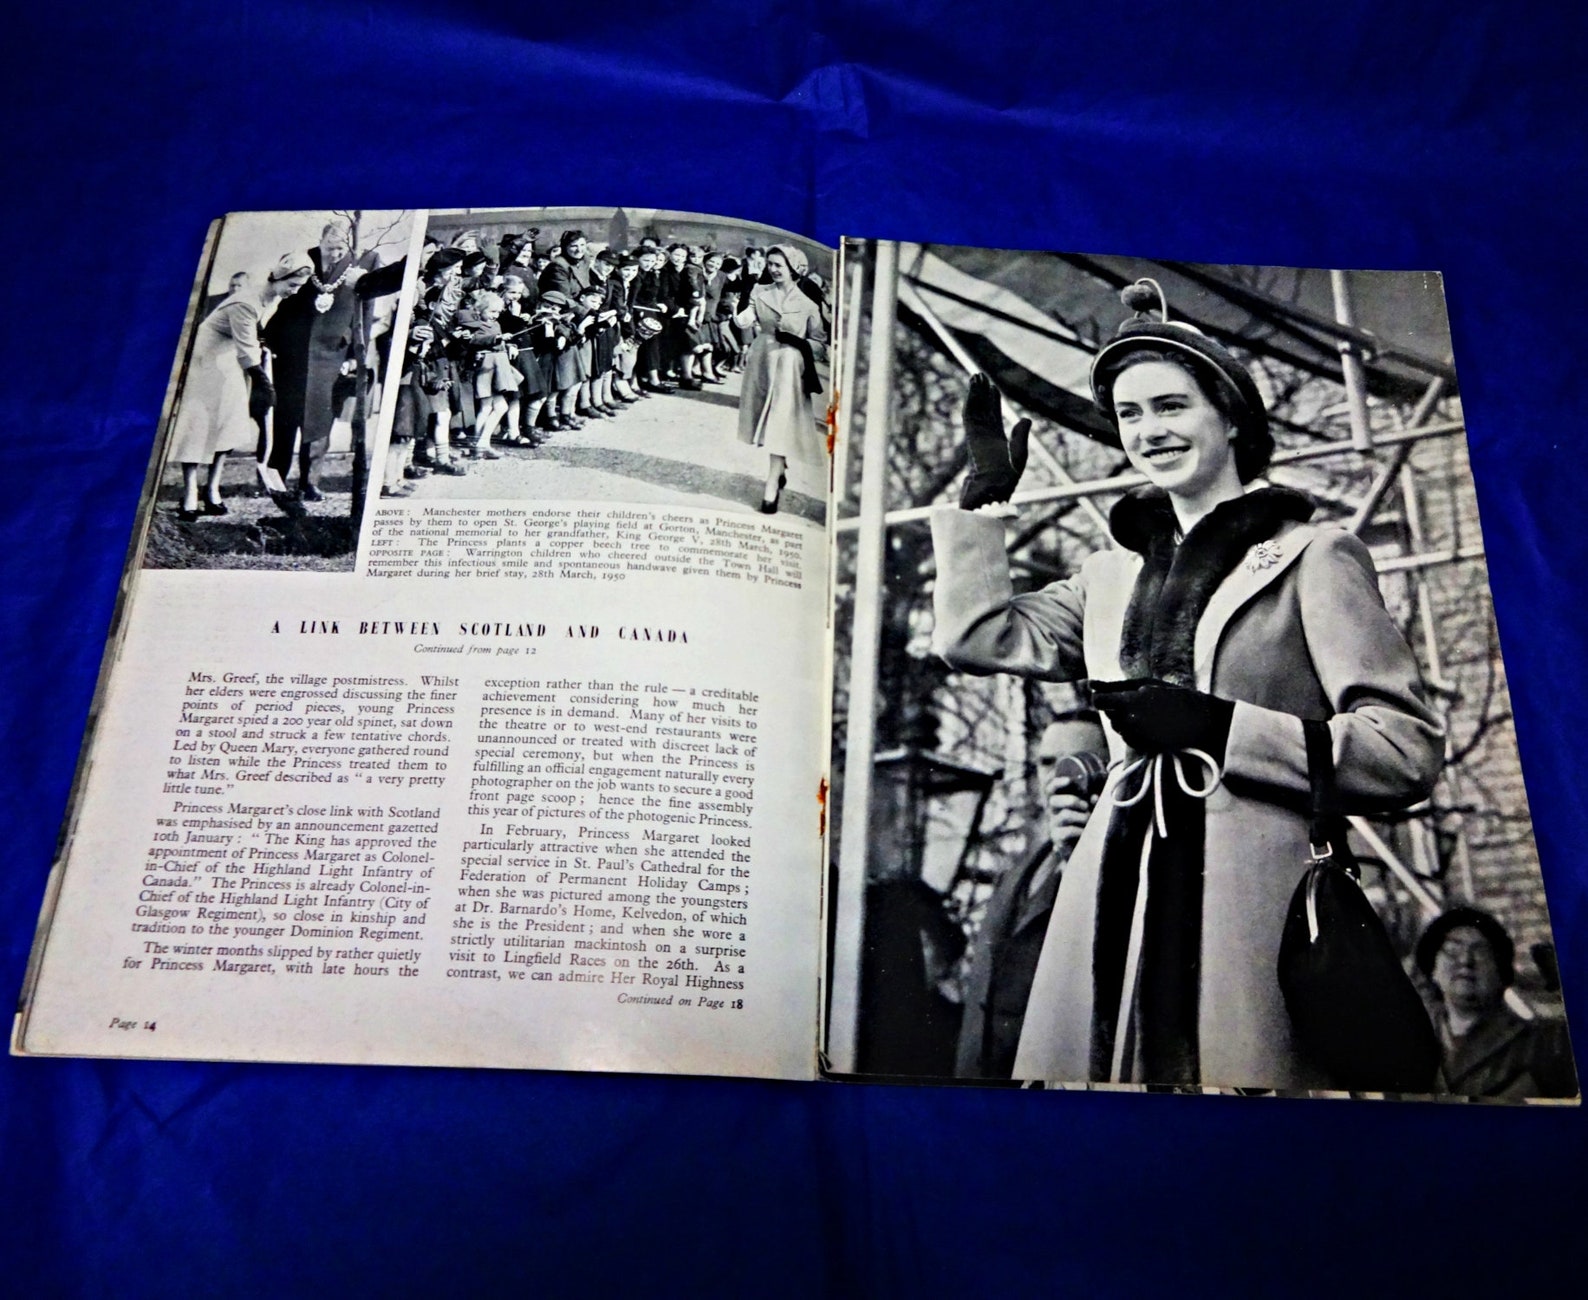 ABOVE : Manchester mothers endorse their children's cheers as Princess Margaret
passes by them to open St. George's playing field at Gorton, Manchester, as part
of the national memorial to her grandfather, King George V, 28th March, 1950.
LEFT : The Princess plants a copper beech tree to commemorate her visit.
OPPOSITE PAGE : Warrington children who cheered outside the Town Hall will
remember this infectious smile and spontaneous handwave given them by Princess
Margaret during her brief stay, 28th March, 1950
A LINK BETWEEN SCOTLAND AND CANADA
Continued from page 12
Mrs. Greef, the village postmistress. Whilst
her elders were engrossed discussing the finer
points of period pieces, young Princess
Margaret spied a 200 year old spinet, sat down
on a stool and struck a few tentative chords.
Led by Queen Mary, everyone gathered round
to listen while the Princess treated them to
what Mrs. Greef described as " a very pretty
little tune."
Princess Margaret's close link with Scotland
was emphasised by an announcement gazetted
10th January : " The King has approved the
appointment of Princess Margaret as Colonel-
in-Chief of the Highland Light Infantry of
Canada." The Princess is already Colonel-in-
Chief of the Highland Light Infantry (City of
Glasgow Regiment), so close in kinship and
tradition to the younger Dominion Regiment.
The winter months slipped by rather quietly
for Princess Margaret, with late hours the
exception rather than the rule — a creditable
achievement considering how much her
presence is in demand. Many of her visits to
the theatre or to west-end restaurants were
unannounced or treated with discreet lack of
special ceremony, but when the Princess is
fulfilling an official engagement naturally every
photographer on the job wants to secure a good
front page scoop ; hence the fine assembly
this year of pictures of the photogenic Princess.
In February, Princess Margaret looked
particularly attractive when she attended the
special service in St. Paul's Cathedral for the
Federation of Permanent Holiday Camps ;
when she was pictured among the youngsters
at Dr. Barnardo's Home, Kelvedon, of which
she is the President ; and when she wore a
strictly utilitarian mackintosh on a surprise
visit to Lingfield Races on the 26th. As a
contrast, we can admire Her Royal Highness
Continued on Page 18
Page 14